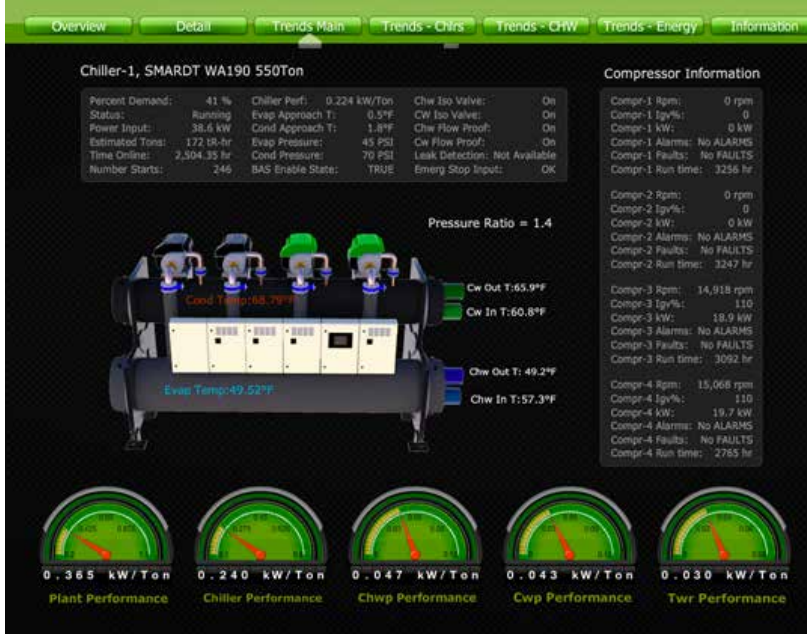 Overview Detail Trends Main Trends - Chlrs Trends - CHW Trends - Energy Information
Chiller-1, SMARDT WA190 550Ton
Percent Demand: 41 %
Status: Running
Power Input: 38.6 kW
Estimated Tons: 172 tR-hr
Time Online: 2,504.35 hr
Number Starts: 246
Chiller Perf: 0.224 kW/Ton
Evap Approach T: 0.5°F
Cond Approach T: 1.8°F
Evap Pressure: 45 PSI
Cond Pressure: 70 PSI
BAS Enable State: TRUE
Chw Iso Valve: On
CW Iso Valve: On
Chw Flow Proof: On
Cw Flow Proof: On
Leak Detection: Not Available
Emerg Stop Input: OK
Compressor Information
Compr-1 Rpm: 0 rpm
Compr-1 Igv%: 0
Compr-1 kW: 0 kW
Compr-1 Alarms: No ALARMS
Compr-1 Faults: No FAULTS
Compr-1 Run time: 3256 hr
Compr-2 Rpm: 0 rpm
Compr-2 Igv%: 0
Compr-2 kW: 0 kW
Compr-2 Alarms: No ALARMS
Compr-2 Faults: No FAULTS
Compr-2 Run time: 3247 hr
Compr-3 Rpm: 14,918 rpm
Compr-3 Igv%: 110
Compr-3 kW: 18.9 kW
Compr-3 Alarms: No ALARMS
Compr-3 Faults: No FAULTS
Compr-3 Run time: 3092 hr
Compr-4 Rpm: 15,068 rpm
Compr-4 Igv%: 110
Compr-4 kW: 19.7 kW
Compr-4 Alarms: No ALARMS
Compr-4 Faults: No FAULTS
Compr-4 Run time: 2765 hr
Pressure Ratio = 1.4
Cond Temp:68.79°F
Cw Out T:65.9°F
Cw In T:60.8°F
Evap Temp:49.52°F
Chw Out T: 49.2°F
Chw In T:57.3°F
0.365 kW/Ton
Plant Performance
0.240 kW/Ton
Chiller Performance
0.047 kW/Ton
Chwp Performance
0.043 kW/Ton
Cwp Performance
0.030 kW/Ton
Twr Performance